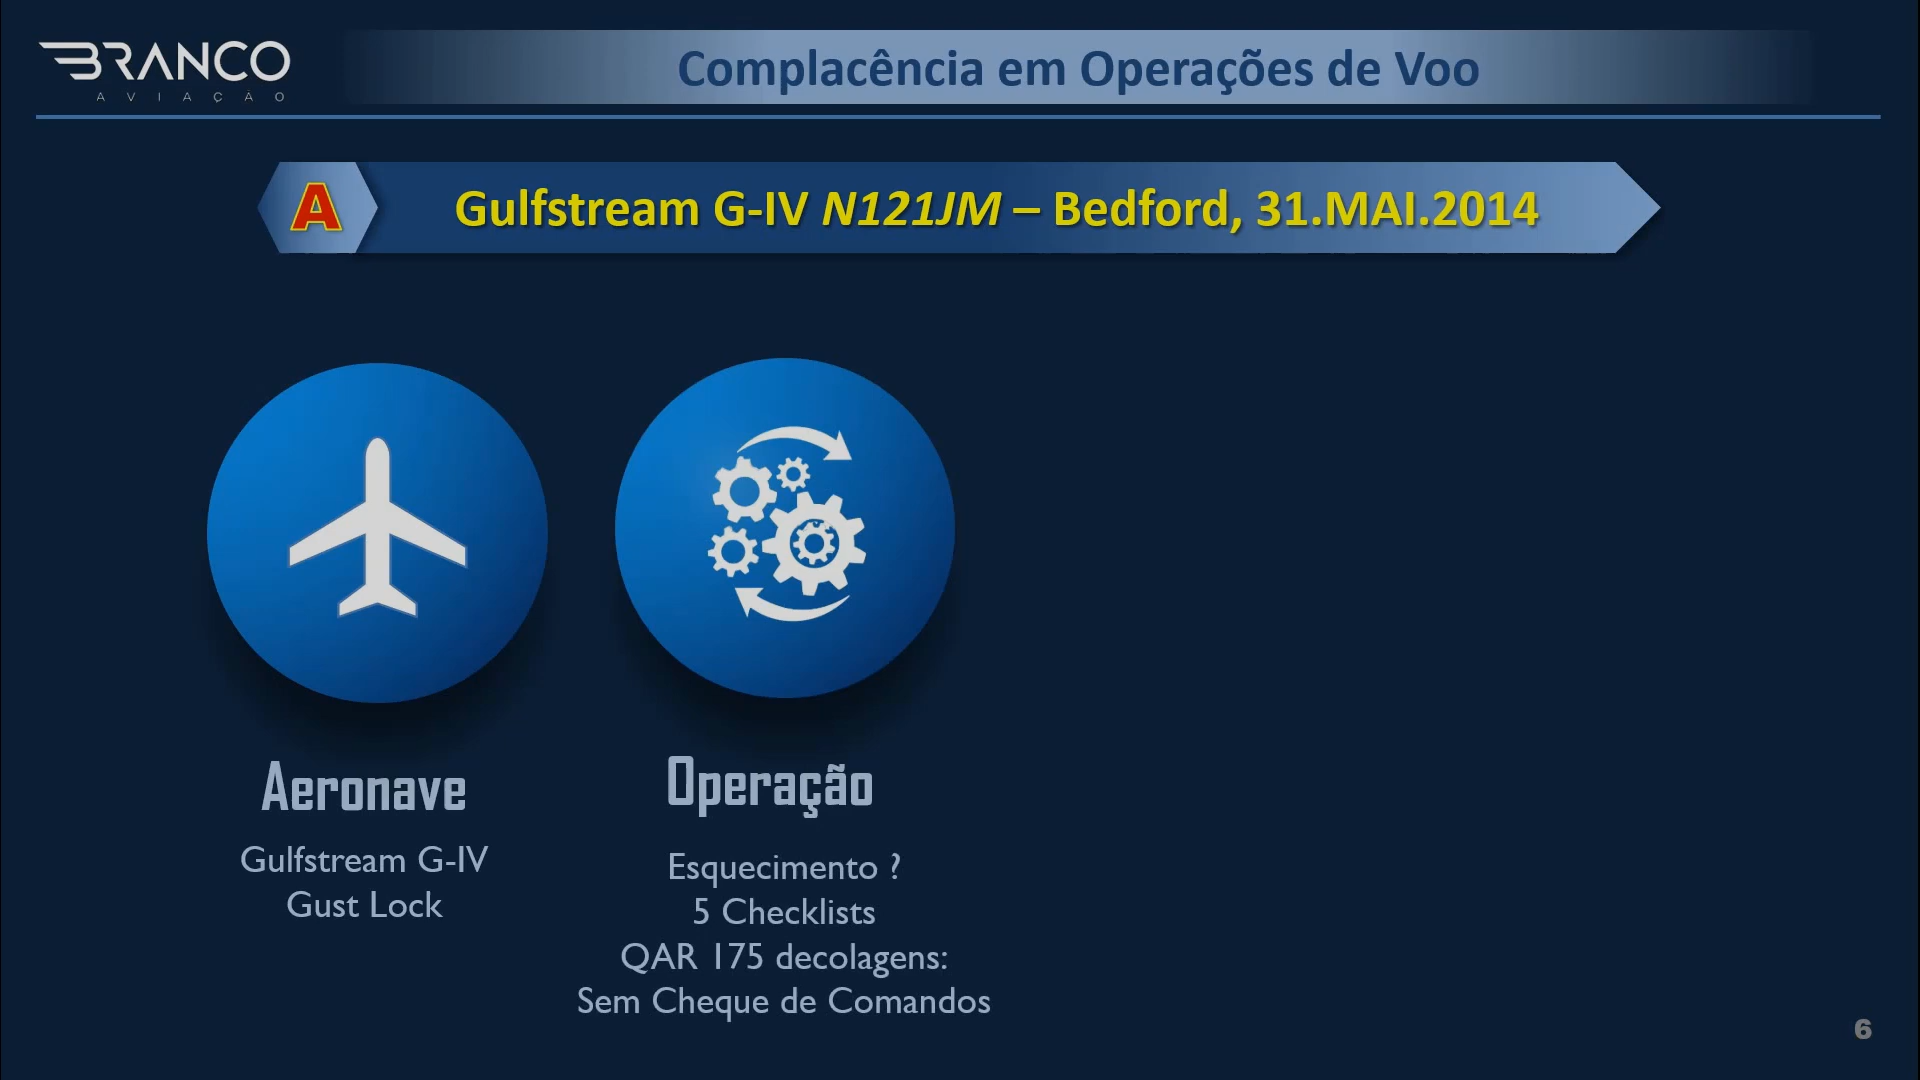 BRANCO
AVIAÇÃO
Complacência em Operações de Voo
A
Gulfstream G-IV N121JM – Bedford, 31.MAI.2014
Aeronave
Gulfstream G-IV
Gust Lock
Operação
Esquecimento ?
5 Checklists
QAR 175 decolagens:
Sem Cheque de Comandos
6